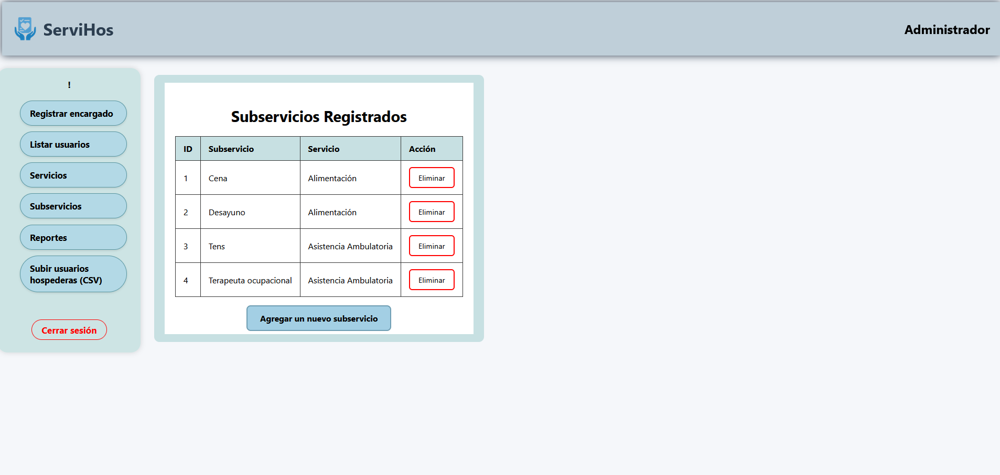 ServiHos
Administrador
!
Registrar encargado
Listar usuarios
Servicios
Subservicios
Reportes
Subir usuarios
hospederas (CSV)
Cerrar sesión
Subservicios Registrados
ID Subservicio Servicio Acción
1 Cena Alimentación Eliminar
2 Desayuno Alimentación Eliminar
3 Tens Asistencia Ambulatoria Eliminar
4 Terapeuta ocupacional Asistencia Ambulatoria Eliminar
Agregar un nuevo subservicio